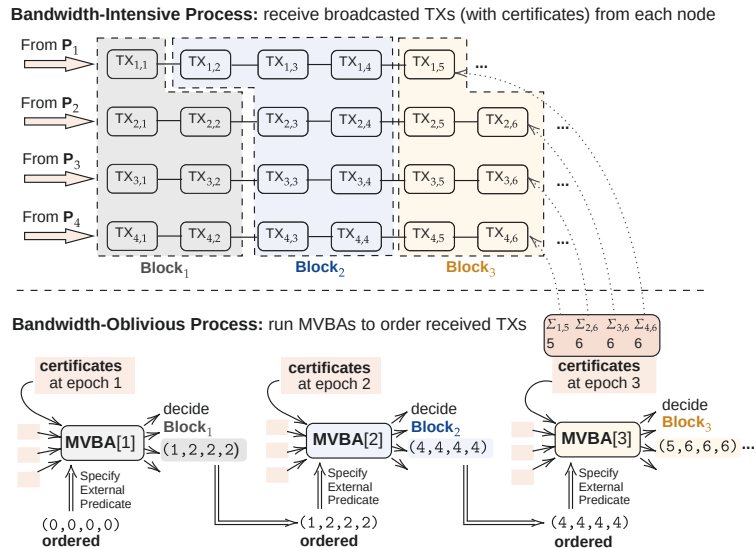 Bandwidth-Intensive Process: receive broadcasted TXs (with certificates) from each node
From P₁ TX₁,₁ TX₁,₂ TX₁,₃ TX₁,₄ TX₁,₅ ...
From P₂ TX₂,₁ TX₂,₂ TX₂,₃ TX₂,₄ TX₂,₅ TX₂,₆ ...
From P₃ TX₃,₁ TX₃,₂ TX₃,₃ TX₃,₄ TX₃,₅ TX₃,₆ ...
From P₄ TX₄,₁ TX₄,₂ TX₄,₃ TX₄,₄ TX₄,₅ TX₄,₆ ...
Block₁ Block₂ Block₃
Bandwidth-Oblivious Process: run MVBAs to order received TXs
Σ₁,₅ Σ₂,₆ Σ₃,₆ Σ₄,₆
5 6 6 6
certificates
at epoch 1
MVBA[1]
decide
Block₁
(1,2,2,2)
Specify
External
Predicate
(0,0,0,0)
ordered
certificates
at epoch 2
MVBA[2]
decide
Block₂
(4,4,4,4)
Specify
External
Predicate
(1,2,2,2)
ordered
certificates
at epoch 3
MVBA[3]
decide
Block₃
(5,6,6,6) ...
Specify
External
Predicate
(4,4,4,4)
ordered